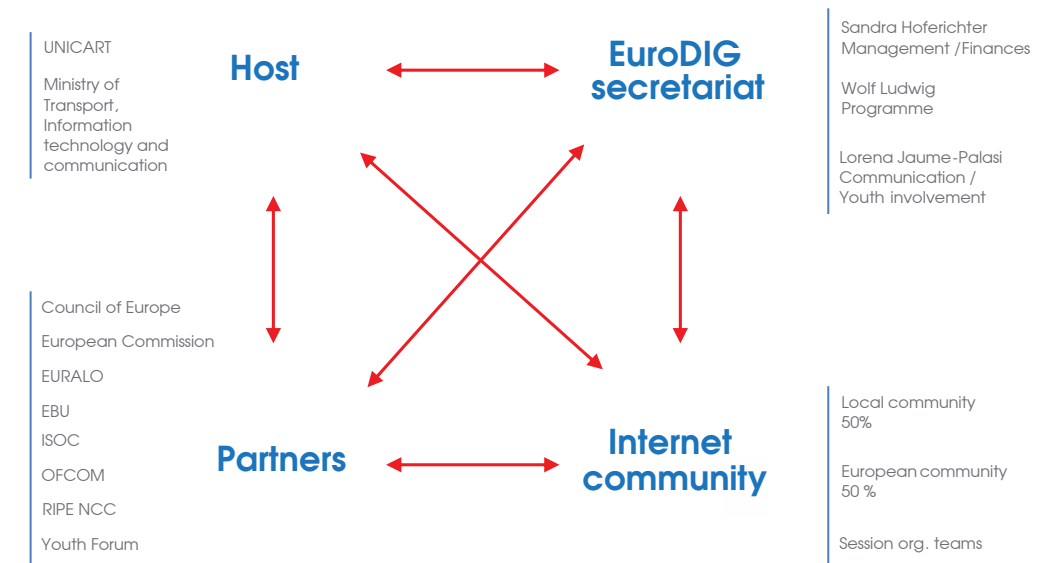 UNICART
Ministry of
Transport,
Information
technology and
communication
Host
EuroDIG
secretariat
Sandra Hoferichter
Management /Finances
Wolf Ludwig
Programme
Lorena Jaume-Palasi
Communication /
Youth involvement
Council of Europe
European Commission
EURALO
EBU
ISOC
OFCOM
RIPE NCC
Youth Forum
Partners
Internet
community
Local community
50%
European community
50 %
Session org. teams